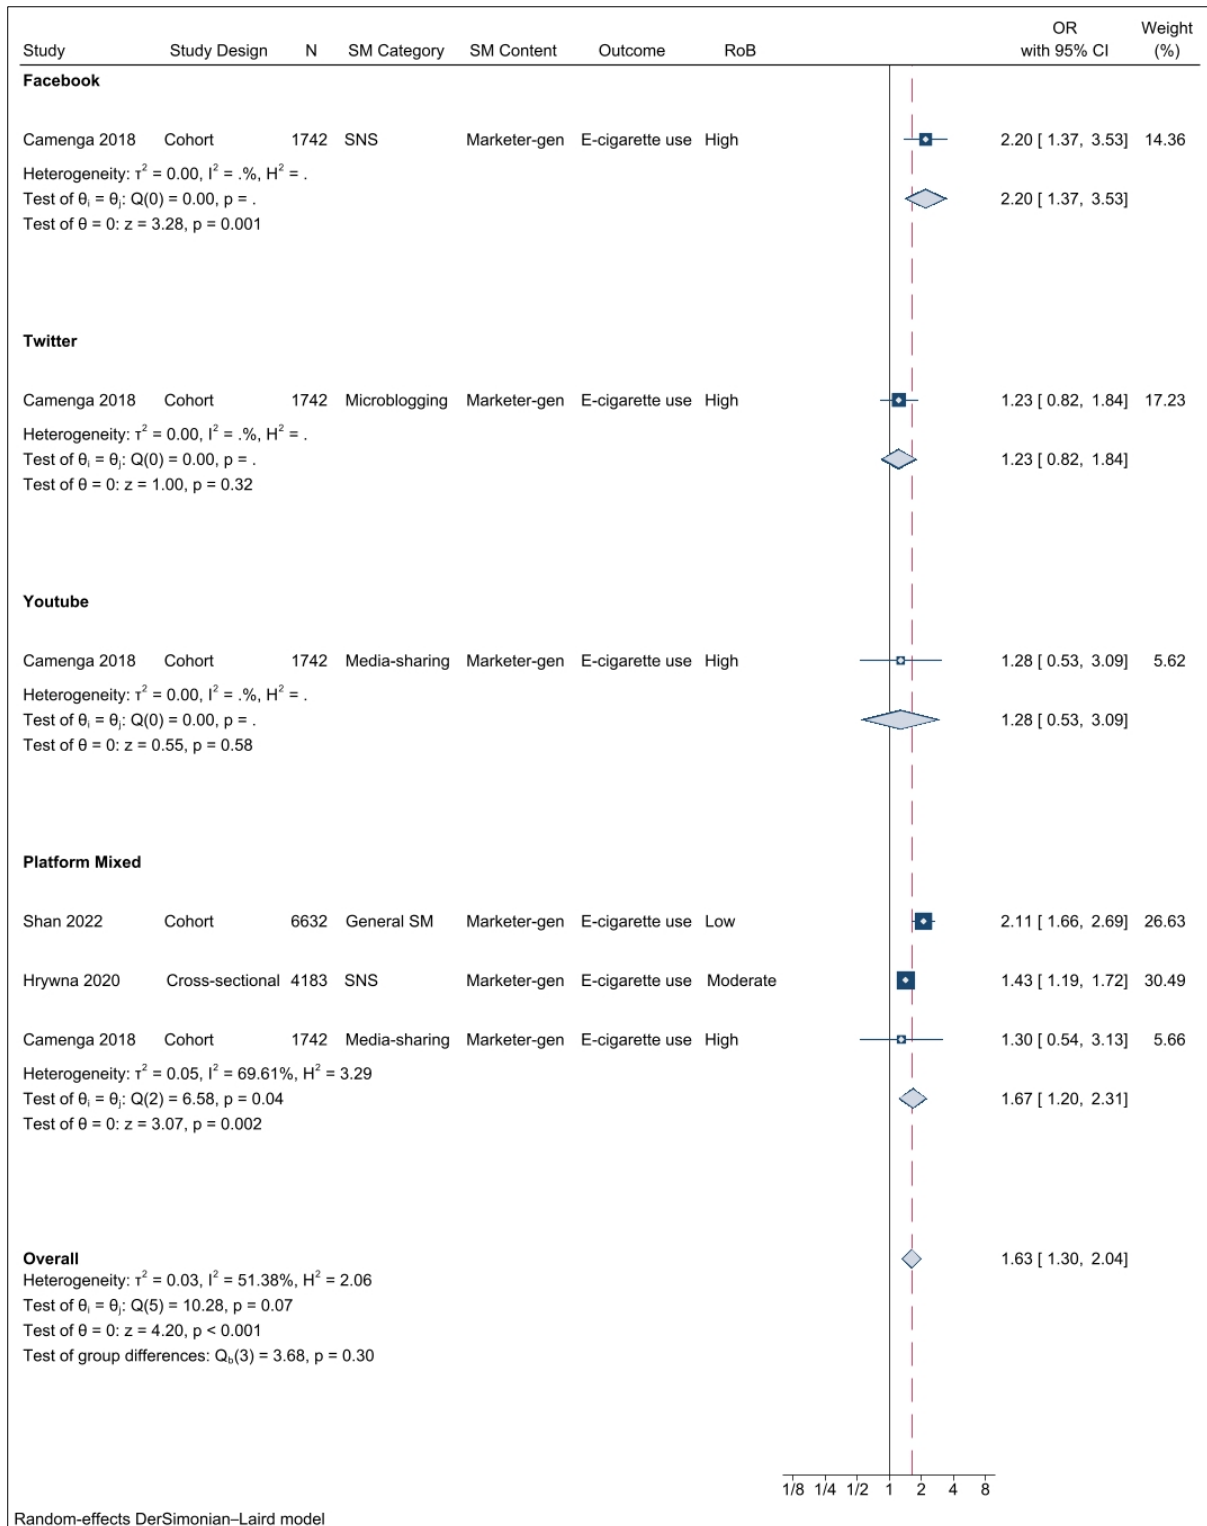 OR Weight
Study Study Design N SM Category SM Content Outcome RoB with 95% CI (%)
Facebook
Camenga 2018 Cohort 1742 SNS Marketer-gen E-cigarette use High 2.20 [ 1.37, 3.53] 14.36
Heterogeneity: τ² = 0.00, I² = .%, H² = .
Test of θᵢ = θⱼ: Q(0) = 0.00, p = . 2.20 [ 1.37, 3.53]
Test of θ = 0: z = 3.28, p = 0.001
Twitter
Camenga 2018 Cohort 1742 Microblogging Marketer-gen E-cigarette use High 1.23 [ 0.82, 1.84] 17.23
Heterogeneity: τ² = 0.00, I² = .%, H² = .
Test of θᵢ = θⱼ: Q(0) = 0.00, p = . 1.23 [ 0.82, 1.84]
Test of θ = 0: z = 1.00, p = 0.32
Youtube
Camenga 2018 Cohort 1742 Media-sharing Marketer-gen E-cigarette use High 1.28 [ 0.53, 3.09] 5.62
Heterogeneity: τ² = 0.00, I² = .%, H² = .
Test of θᵢ = θⱼ: Q(0) = 0.00, p = . 1.28 [ 0.53, 3.09]
Test of θ = 0: z = 0.55, p = 0.58
Platform Mixed
Shan 2022 Cohort 6632 General SM Marketer-gen E-cigarette use Low 2.11 [ 1.66, 2.69] 26.63
Hrywna 2020 Cross-sectional 4183 SNS Marketer-gen E-cigarette use Moderate 1.43 [ 1.19, 1.72] 30.49
Camenga 2018 Cohort 1742 Media-sharing Marketer-gen E-cigarette use High 1.30 [ 0.54, 3.13] 5.66
Heterogeneity: τ² = 0.05, I² = 69.61%, H² = 3.29
Test of θᵢ = θⱼ: Q(2) = 6.58, p = 0.04 1.67 [ 1.20, 2.31]
Test of θ = 0: z = 3.07, p = 0.002
Overall 1.63 [ 1.30, 2.04]
Heterogeneity: τ² = 0.03, I² = 51.38%, H² = 2.06
Test of θᵢ = θⱼ: Q(5) = 10.28, p = 0.07
Test of θ = 0: z = 4.20, p < 0.001
Test of group differences: Q_b(3) = 3.68, p = 0.30
1/8 1/4 1/2 1 2 4 8
Random-effects DerSimonian–Laird model